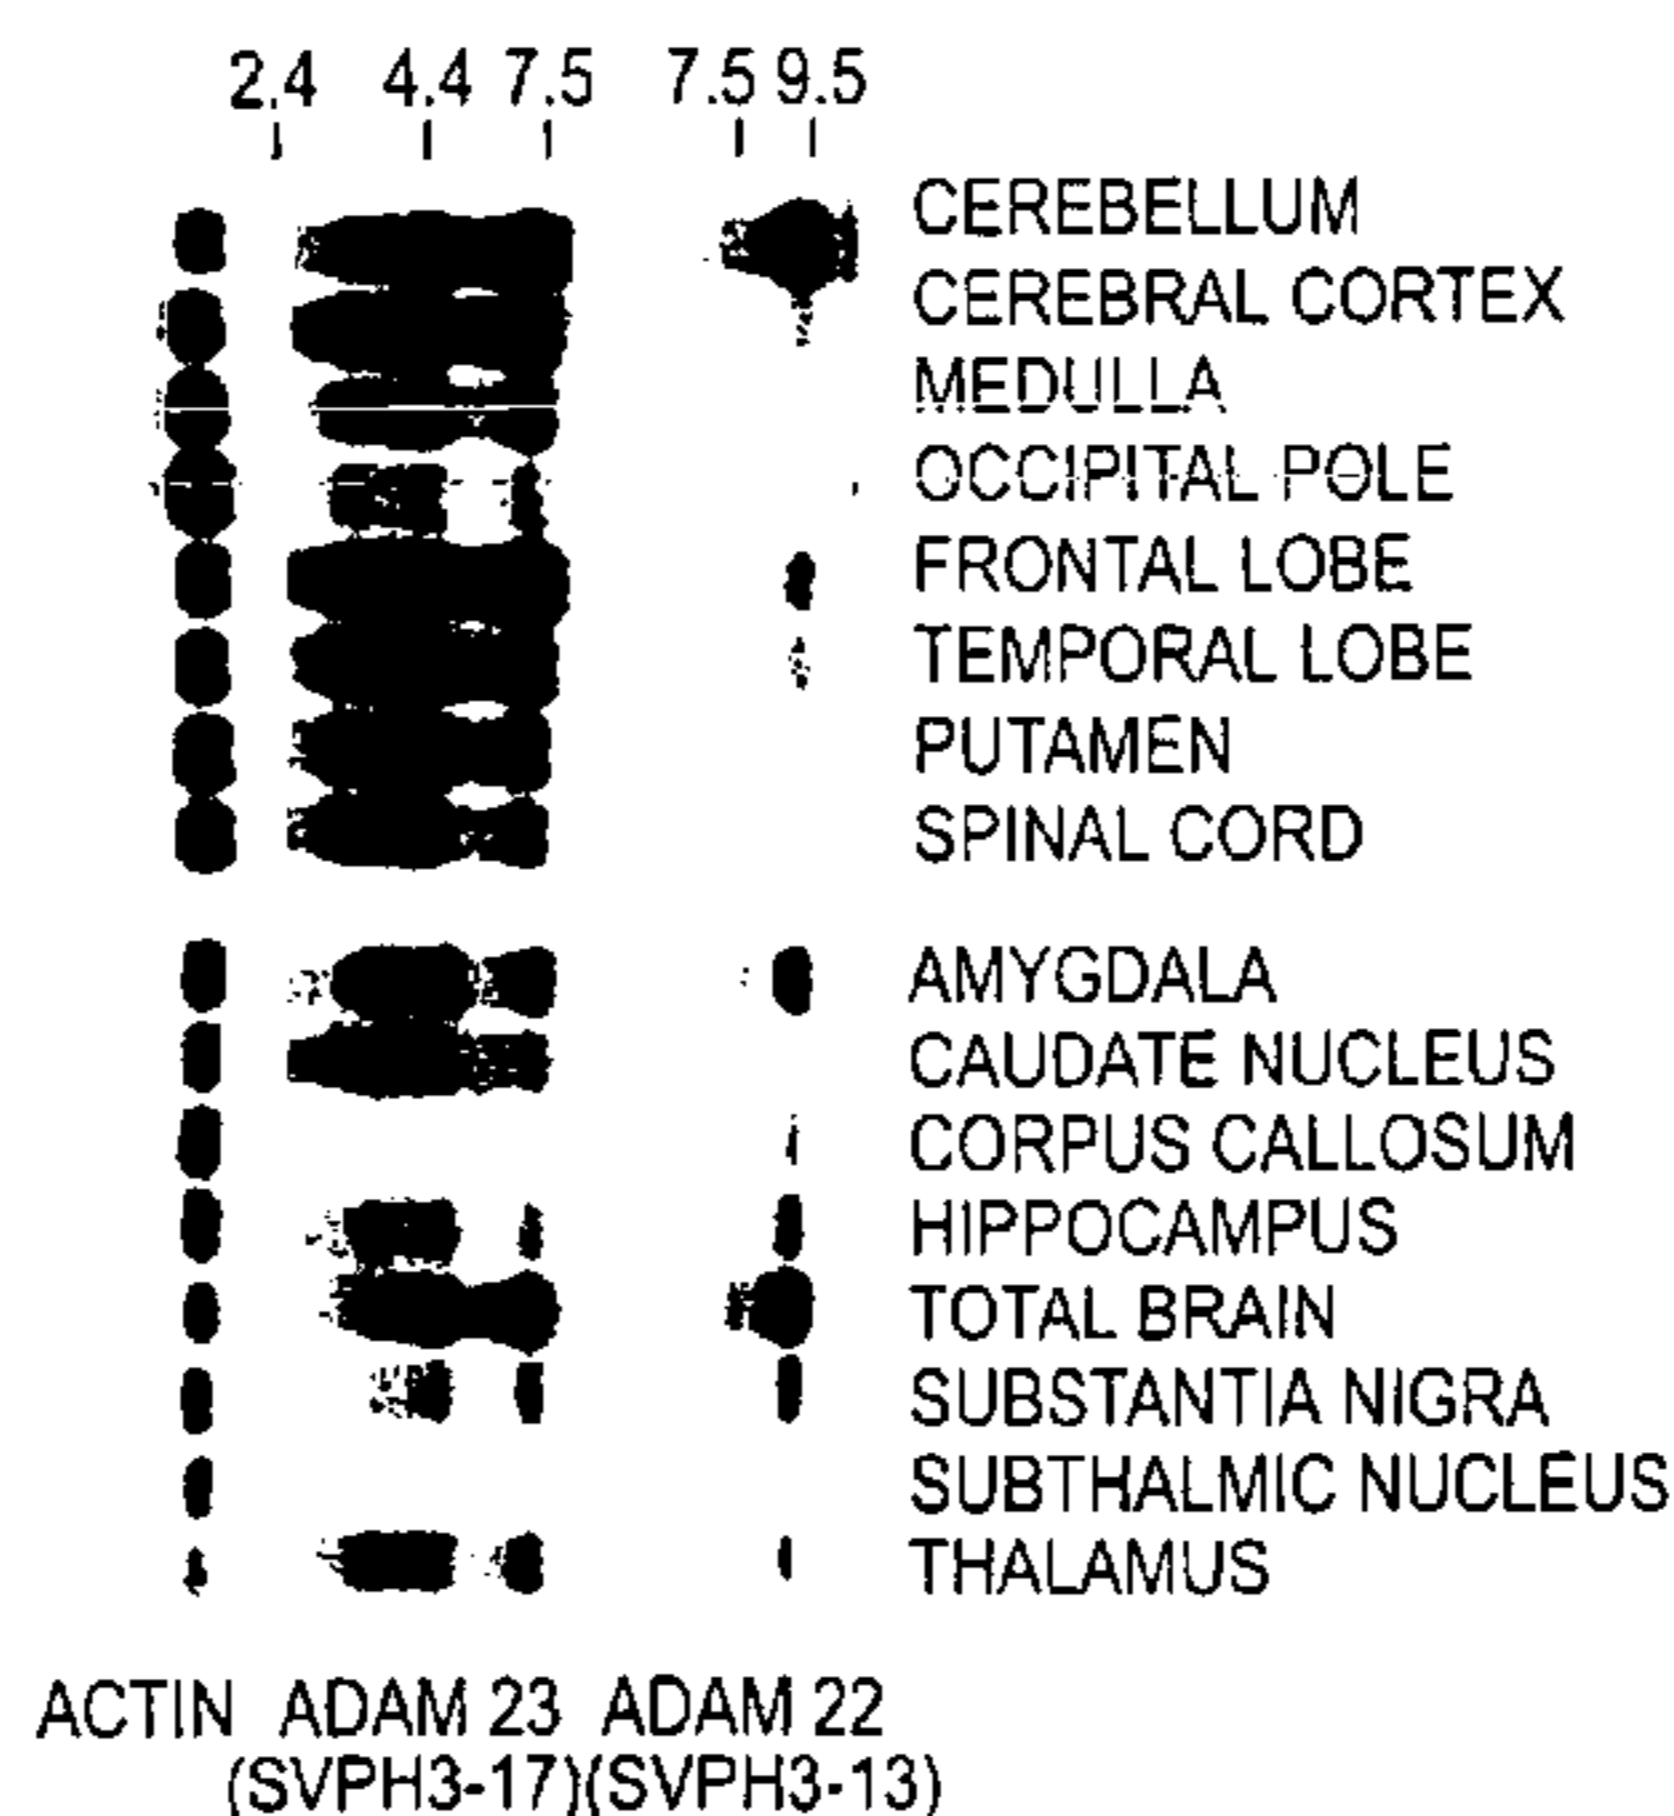 2.4 4.4 7.5 7.5 9.5
CEREBELLUM
CEREBRAL CORTEX
MEDULLA
OCCIPITAL POLE
FRONTAL LOBE
TEMPORAL LOBE
PUTAMEN
SPINAL CORD
AMYGDALA
CAUDATE NUCLEUS
CORPUS CALLOSUM
HIPPOCAMPUS
TOTAL BRAIN
SUBSTANTIA NIGRA
SUBTHALMIC NUCLEUS
THALAMUS
ACTIN ADAM 23 ADAM 22
(SVPH3-17)(SVPH3-13)